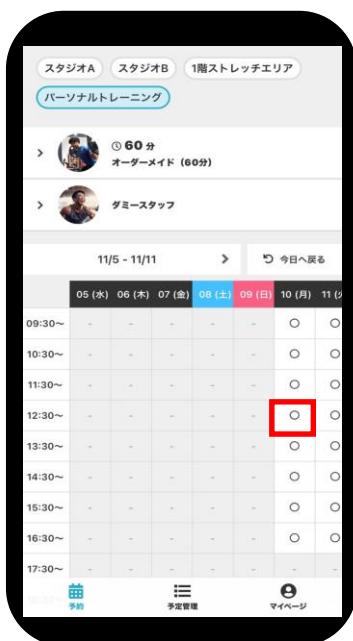 スタジオA スタジオB 1階ストレッチエリア
パーソナルトレーニング
60 分
オーダーメイド（60分）
ダミースタッフ
11/5 - 11/11 今日へ戻る
05 (水) 06 (木) 07 (金) 08 (土) 09 (日) 10 (月) 11
09:30～ - - - - - ○ ○
10:30～ - - - - - ○ ○
11:30～ - - - - - ○ ○
12:30～ - - - - - ○ ○
13:30～ - - - - - ○ ○
14:30～ - - - - - ○ ○
15:30～ - - - - - ○ ○
16:30～ - - - - - ○ ○
17:30～ - - - - - - -
予約 予定管理 マイページ